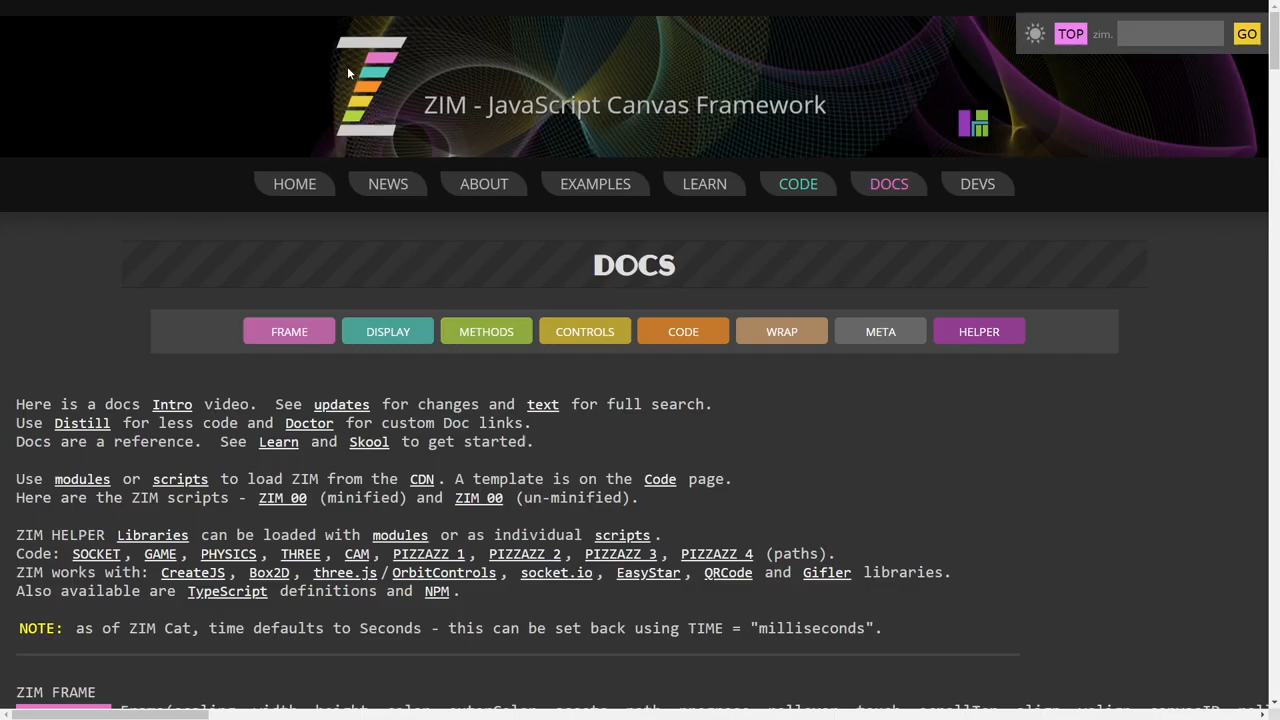 TOP zim. GO
ZIM - JavaScript Canvas Framework
HOME NEWS ABOUT EXAMPLES LEARN CODE DOCS DEVS
DOCS
FRAME DISPLAY METHODS CONTROLS CODE WRAP META HELPER
Here is a docs Intro video. See updates for changes and text for full search.
Use Distill for less code and Doctor for custom Doc links.
Docs are a reference. See Learn and Skool to get started.
Use modules or scripts to load ZIM from the CDN. A template is on the Code page.
Here are the ZIM scripts - ZIM 00 (minified) and ZIM 00 (un-minified).
ZIM HELPER Libraries can be loaded with modules or as individual scripts.
Code: SOCKET, GAME, PHYSICS, THREE, CAM, PIZZAZZ 1, PIZZAZZ 2, PIZZAZZ 3, PIZZAZZ 4 (paths).
ZIM works with: CreateJS, Box2D, three.js/OrbitControls, socket.io, EasyStar, QRCode and Gifler libraries.
Also available are TypeScript definitions and NPM.
NOTE: as of ZIM Cat, time defaults to Seconds - this can be set back using TIME = "milliseconds".
ZIM FRAME